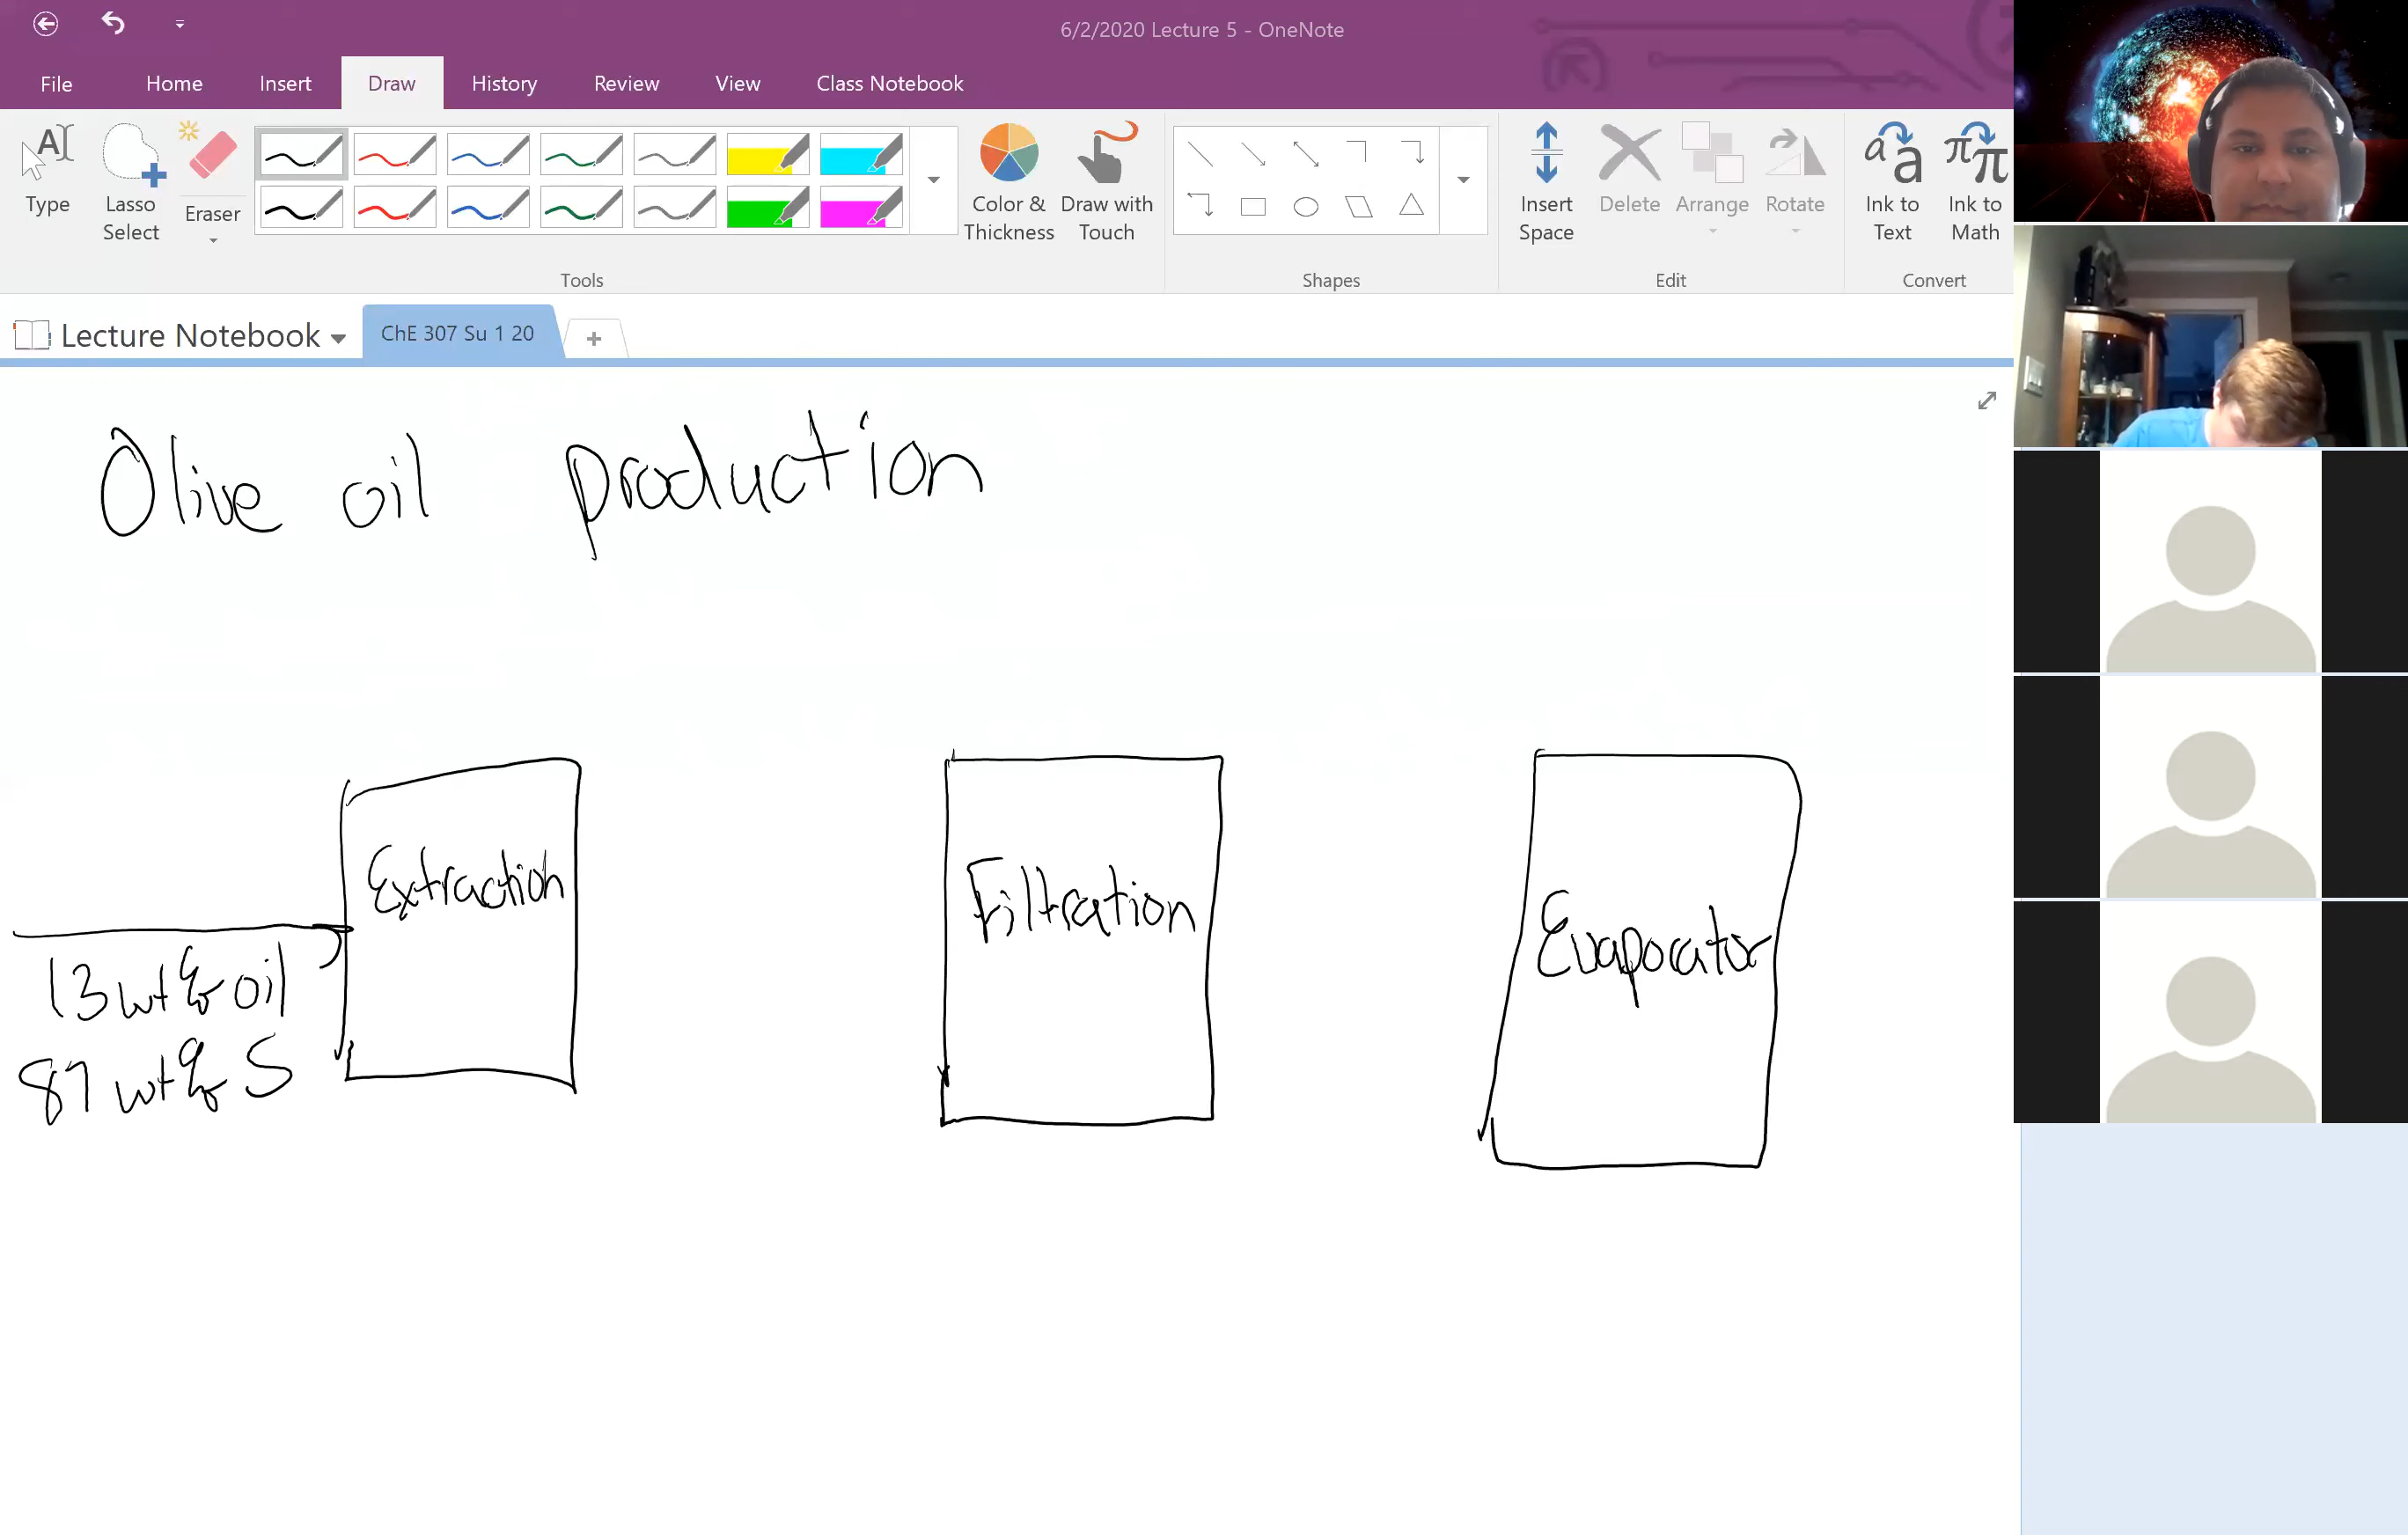 6/2/2020 Lecture 5 - OneNote
File Home Insert Draw History Review View Class Notebook
Type
Lasso Select
Eraser
Color & Thickness
Draw with Touch
Insert Space
Delete
Arrange
Rotate
Ink to Text
Ink to Math
Tools
Shapes
Edit
Convert
Lecture Notebook
ChE 307 Su 1 20
Olive oil production
Extraction
Filtration
Evaporator
13 wt% oil
87 wt% S